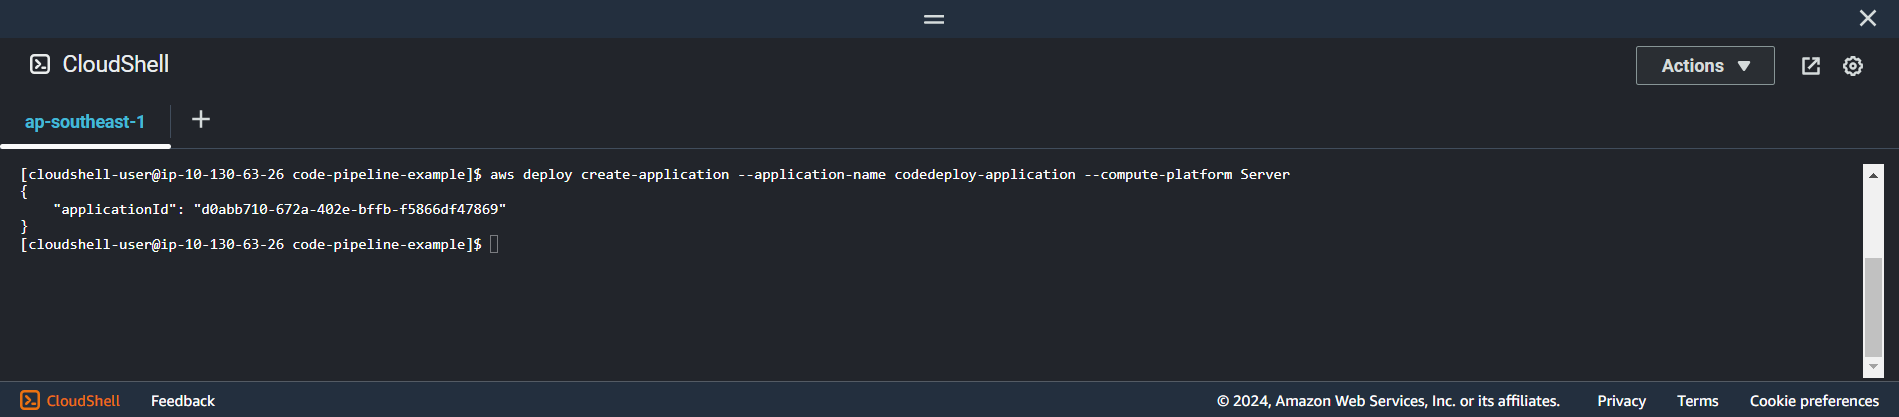 CloudShell
Actions
ap-southeast-1
[cloudshell-user@ip-10-130-63-26 code-pipeline-example]$ aws deploy create-application --application-name codedeploy-application --compute-platform Server
{
    "applicationId": "d0abb710-672a-402e-bffb-f5866df47869"
}
[cloudshell-user@ip-10-130-63-26 code-pipeline-example]$
CloudShell Feedback © 2024, Amazon Web Services, Inc. or its affiliates. Privacy Terms Cookie preferences